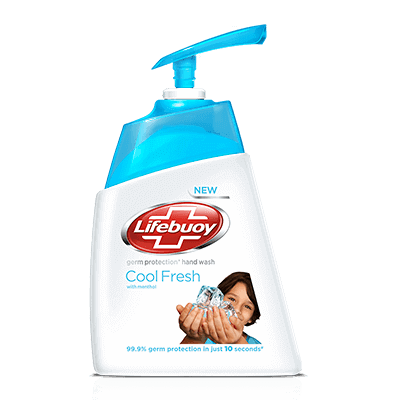 NEW
Lifebuoy
germ protection* hand wash
Cool Fresh
with menthol
99.9% germ protection in just 10 seconds*